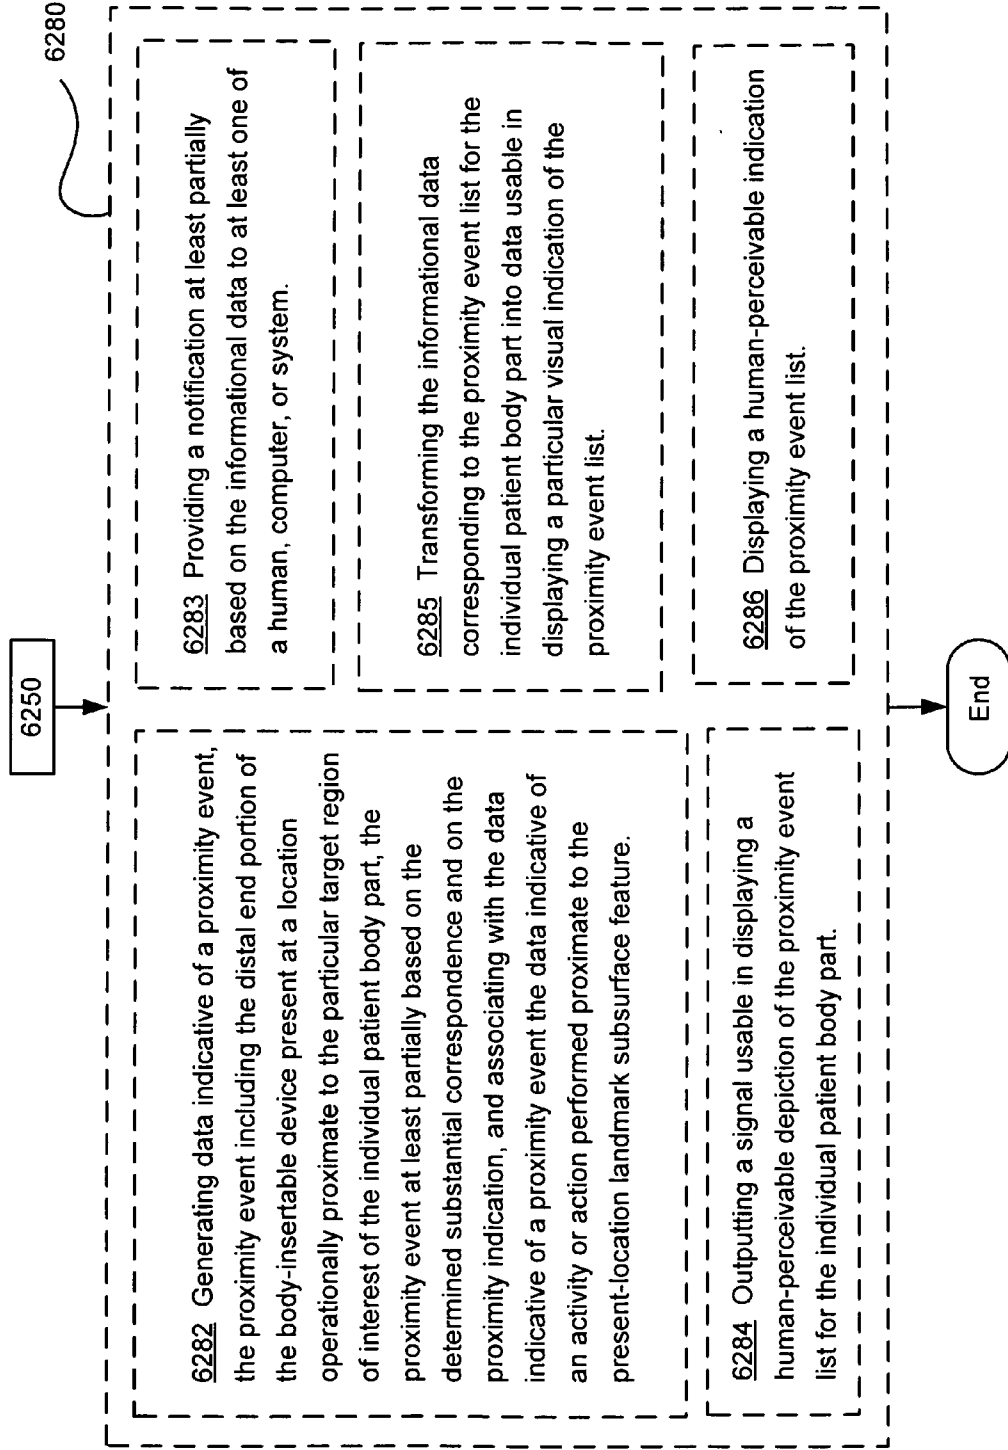 6250
6280
6282 Generating data indicative of a proximity event,
the proximity event including the distal end portion of
the body-insertable device present at a location
operationally proximate to the particular target region
of interest of the individual patient body part, the
proximity event at least partially based on the
determined substantial correspondence and on the
proximity indication, and associating with the data
indicative of a proximity event the data indicative of
an activity or action performed proximate to the
present-location landmark subsurface feature.
6283 Providing a notification at least partially
based on the informational data to at least one of
a human, computer, or system.
6284 Outputting a signal usable in displaying a
human-perceivable depiction of the proximity event
list for the individual patient body part.
6285 Transforming the informational data
corresponding to the proximity event list for the
individual patient body part into data usable in
displaying a particular visual indication of the
proximity event list.
6286 Displaying a human-perceivable indication
of the proximity event list.
End